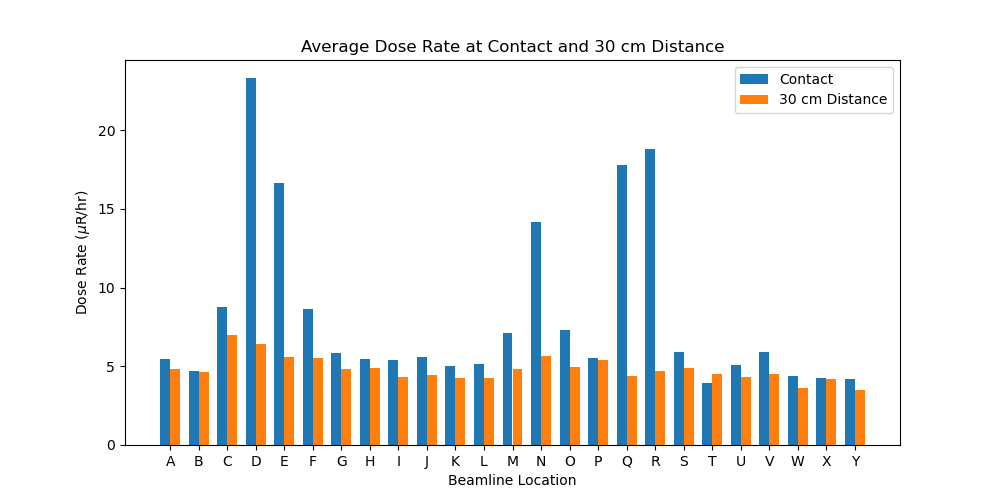 Average Dose Rate at Contact and 30 cm Distance
Contact
30 cm Distance
Dose Rate (μR/hr)
20
15
10
5
0
A B C D E F G H I J K L M N O P Q R S T U V W X Y
Beamline Location